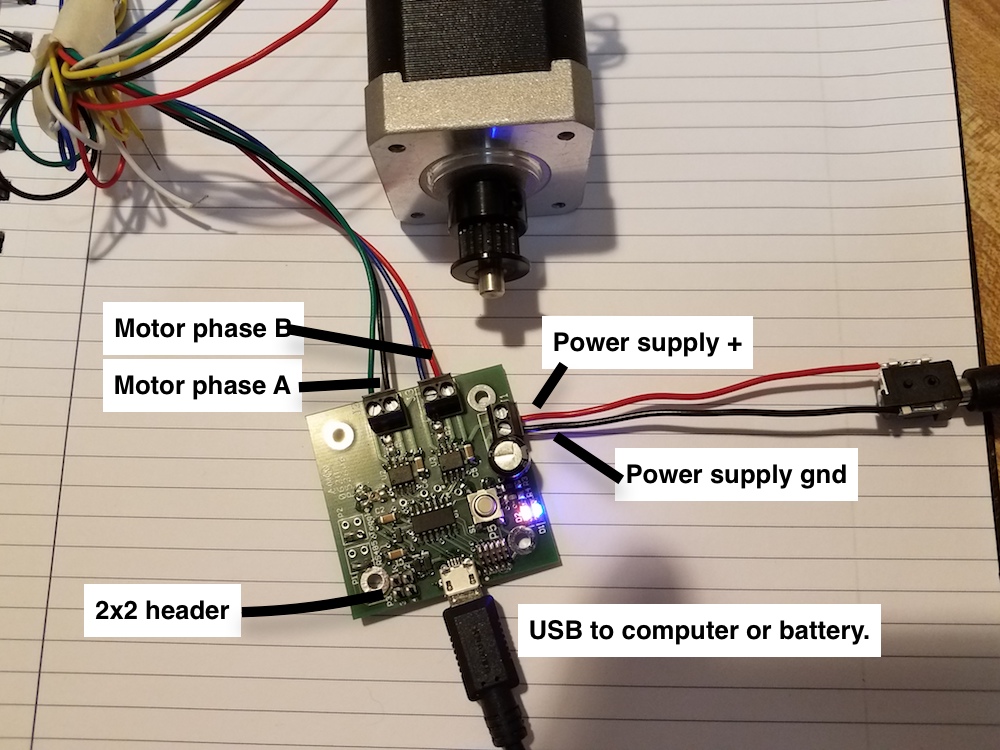 Motor phase B
Motor phase A
Power supply +
Power supply gnd
2x2 header
USB to computer or battery.